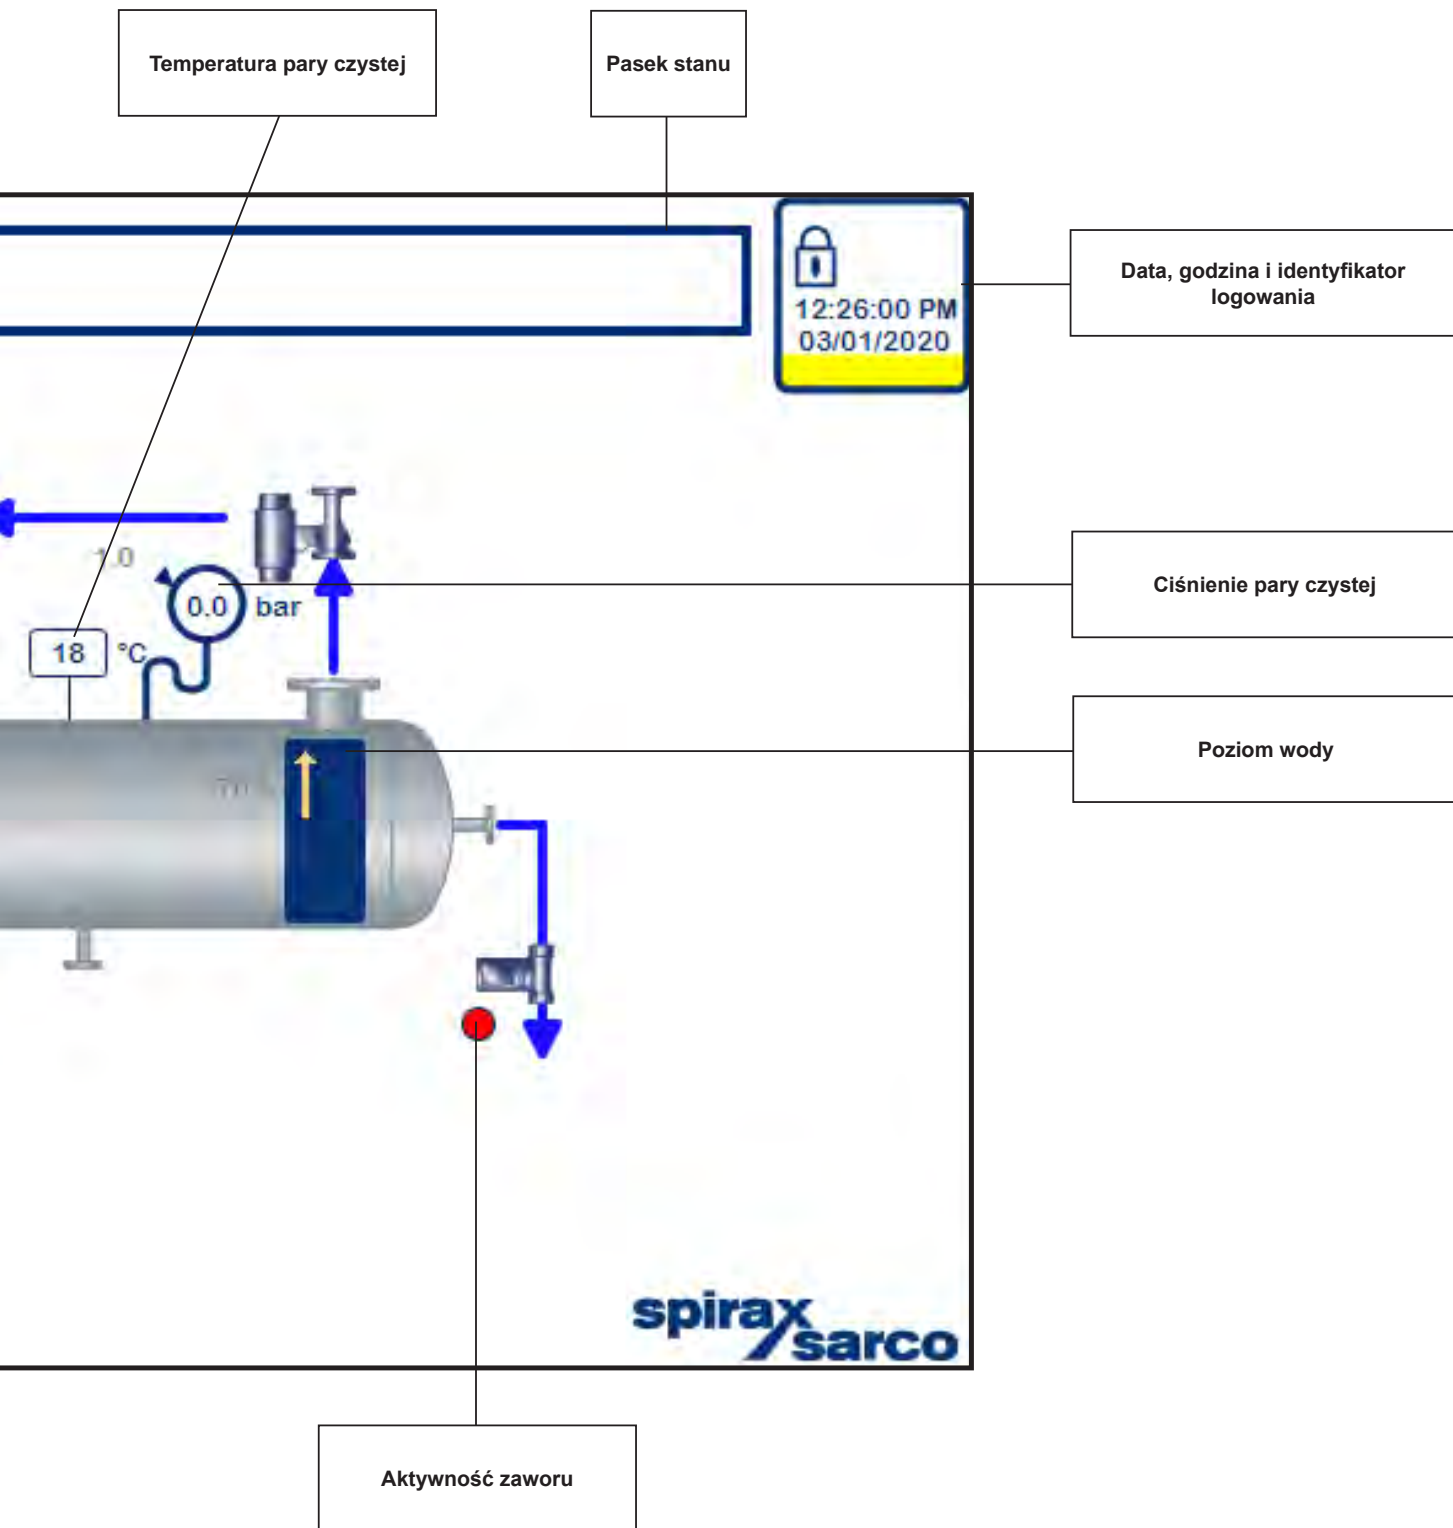 Temperatura pary czystej
Pasek stanu
12:26:00 PM
03/01/2020
Data, godzina i identyfikator
logowania
1.0
0.0 bar
Ciśnienie pary czystej
18 °C
Poziom wody
spirax
sarco
Aktywność zaworu